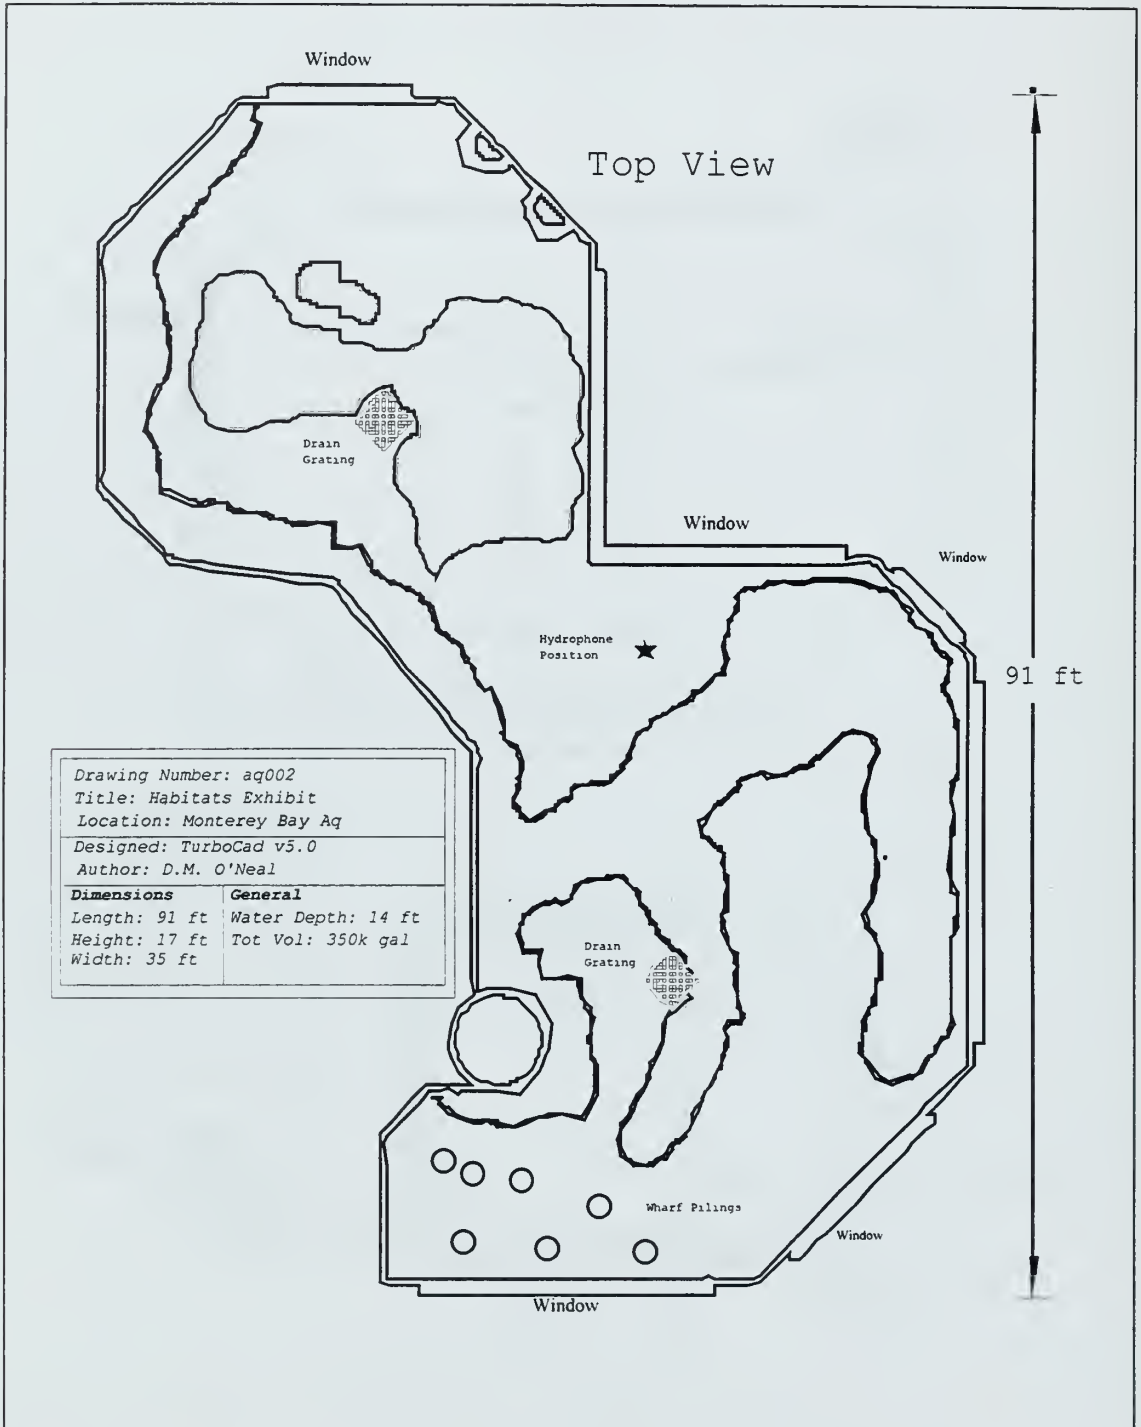 Window
Top View
Drain
Grating
Window
Window
Hydrophone
Position
91 ft
Drawing Number: aq002
Title: Habitats Exhibit
Location: Monterey Bay Aq
Designed: TurboCad v5.0
Author: D.M. O'Neal
Dimensions
Length: 91 ft
Height: 17 ft
Width: 35 ft
General
Water Depth: 14 ft
Tot Vol: 350k gal
Drain
Grating
Wharf Pilings
Window
Window